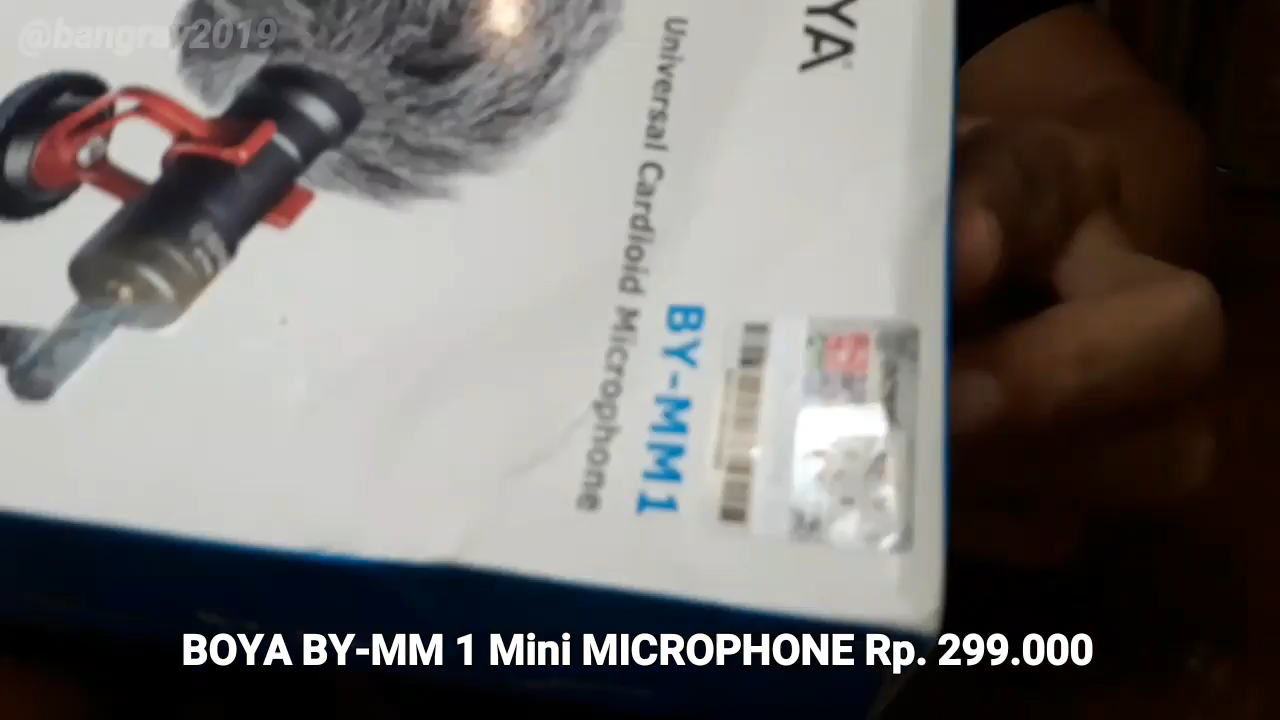 @bangray2019
YA
Universal Cardioid Microphone
BY-MM1
BOYA BY-MM 1 Mini MICROPHONE Rp. 299.000